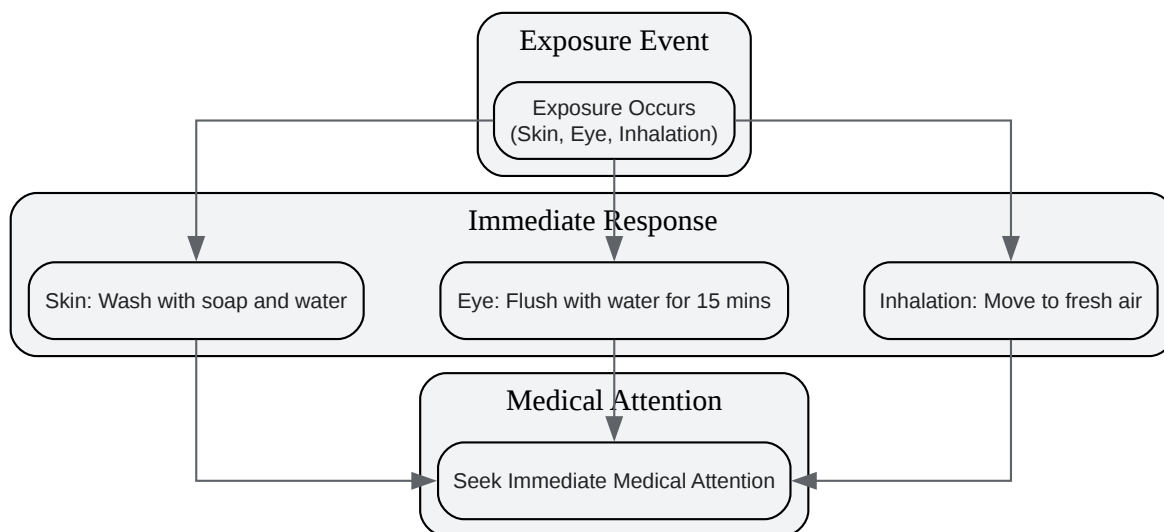 Exposure Event
Exposure Occurs
(Skin, Eye, Inhalation)
Immediate Response
Skin: Wash with soap and water
Eye: Flush with water for 15 mins
Inhalation: Move to fresh air
Medical Attention
Seek Immediate Medical Attention